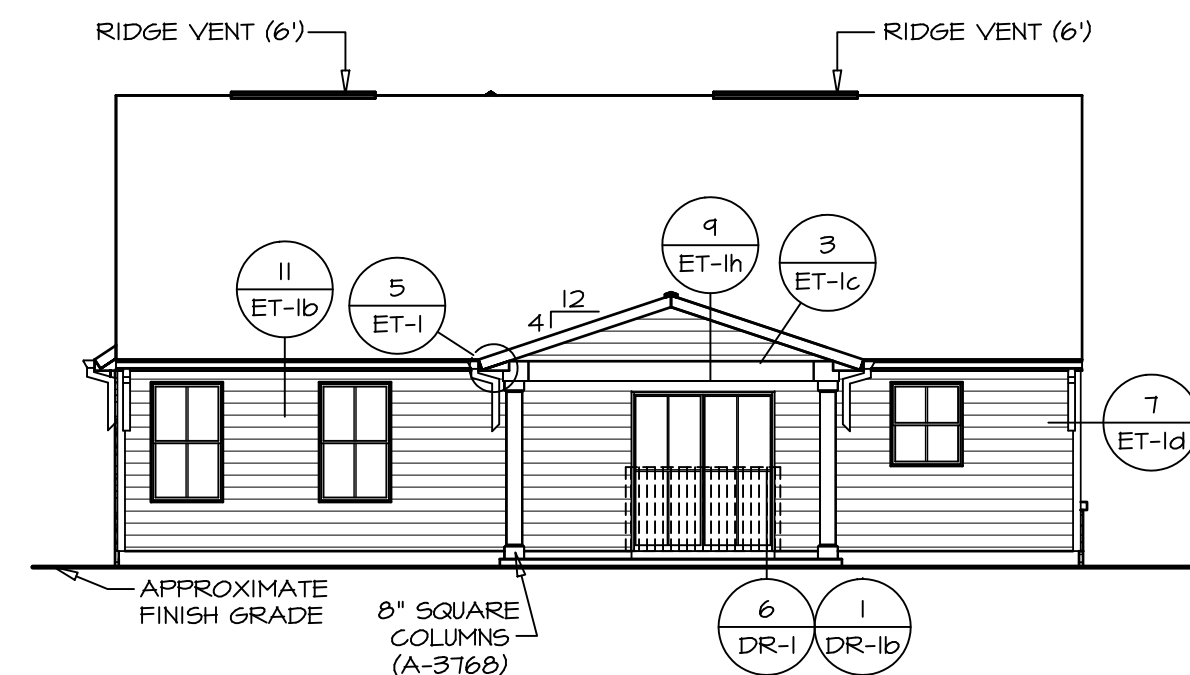 RIDGE VENT (6')
RIDGE VENT (6')
9
ET-1h
3
ET-1c
11
ET-1b
5
ET-1
12
4
7
ET-1d
APPROXIMATE
FINISH GRADE
8" SQUARE
COLUMNS
(A-3768)
6
DR-1
1
DR-1b